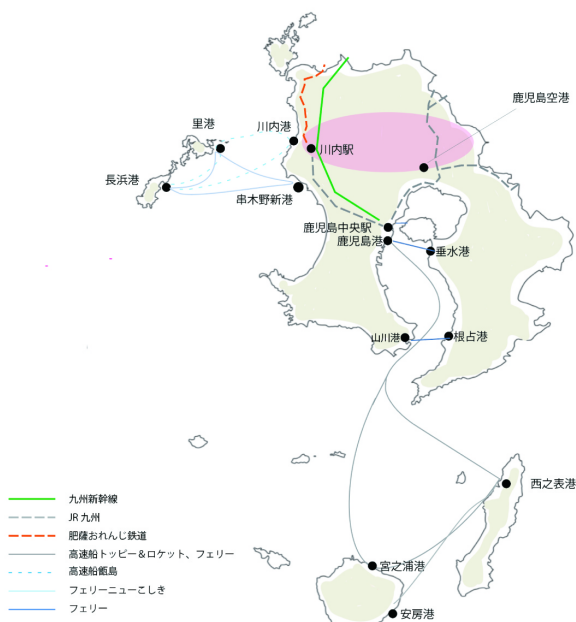 鹿児島空港
里港
川内港
川内駅
長浜港
串木野新港
鹿児島中央駅
鹿児島港
垂水港
山川港
根占港
西之表港
宮之浦港
安房港
九州新幹線
JR 九州
肥薩おれんじ鉄道
高速船トッピー＆ロケット、フェリー
高速船甑島
フェリーニューこしき
フェリー